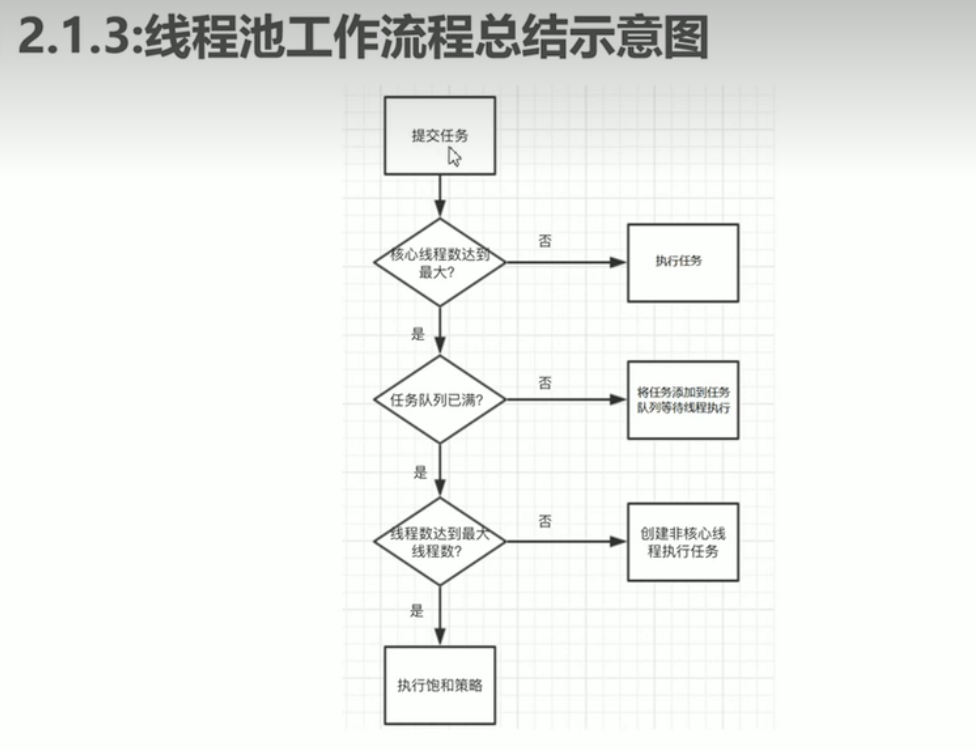 2.1.3:线程池工作流程总结示意图
提交任务
核心线程数达到
最大?
否
执行任务
是
任务队列已满?
否
将任务添加到任务
队列等待线程执行
是
线程数达到最大
线程数?
否
创建非核心线
程执行任务
是
执行饱和策略